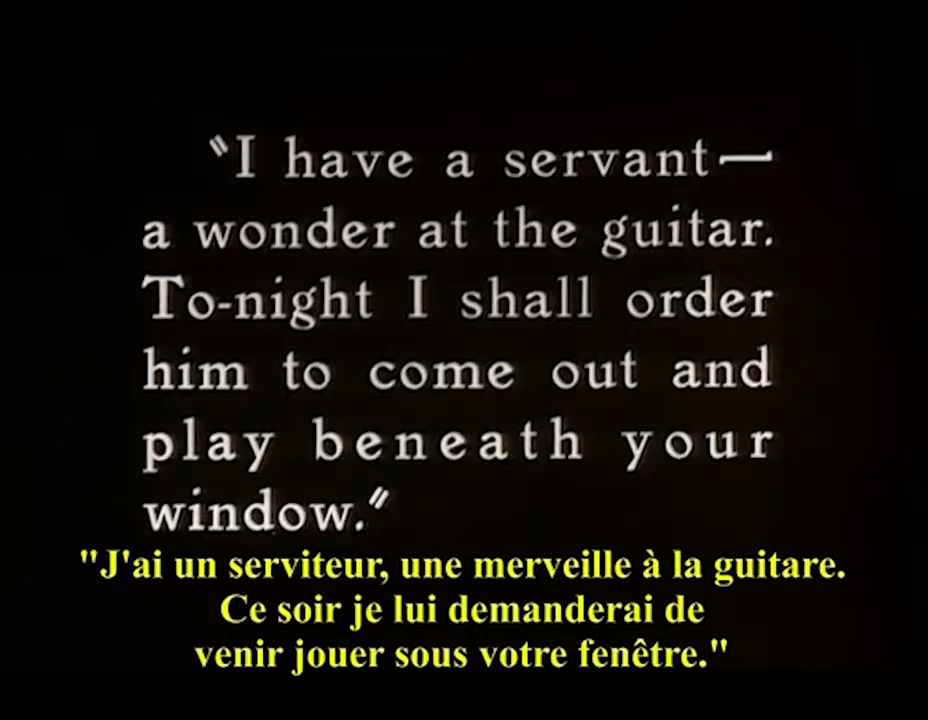 "I have a servant—
a wonder at the guitar.
To-night I shall order
him to come out and
play beneath your
window."
"J'ai un serviteur, une merveille à la guitare.
Ce soir je lui demanderai de
venir jouer sous votre fenêtre."